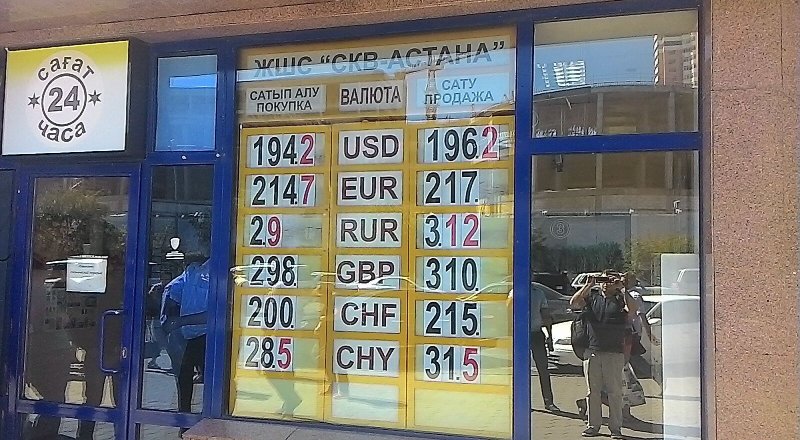 сағат
24
часа
ЖШС "СКВ-АСТАНА"
САТЫП АЛУ
ПОКУПКА
ВАЛЮТА
САТУ
ПРОДАЖА
194.2 USD 196.2
214.7 EUR 217.
2.9 RUR 3.12
298. GBP 310.
200. CHF 215.
28.5 CHY 31.5